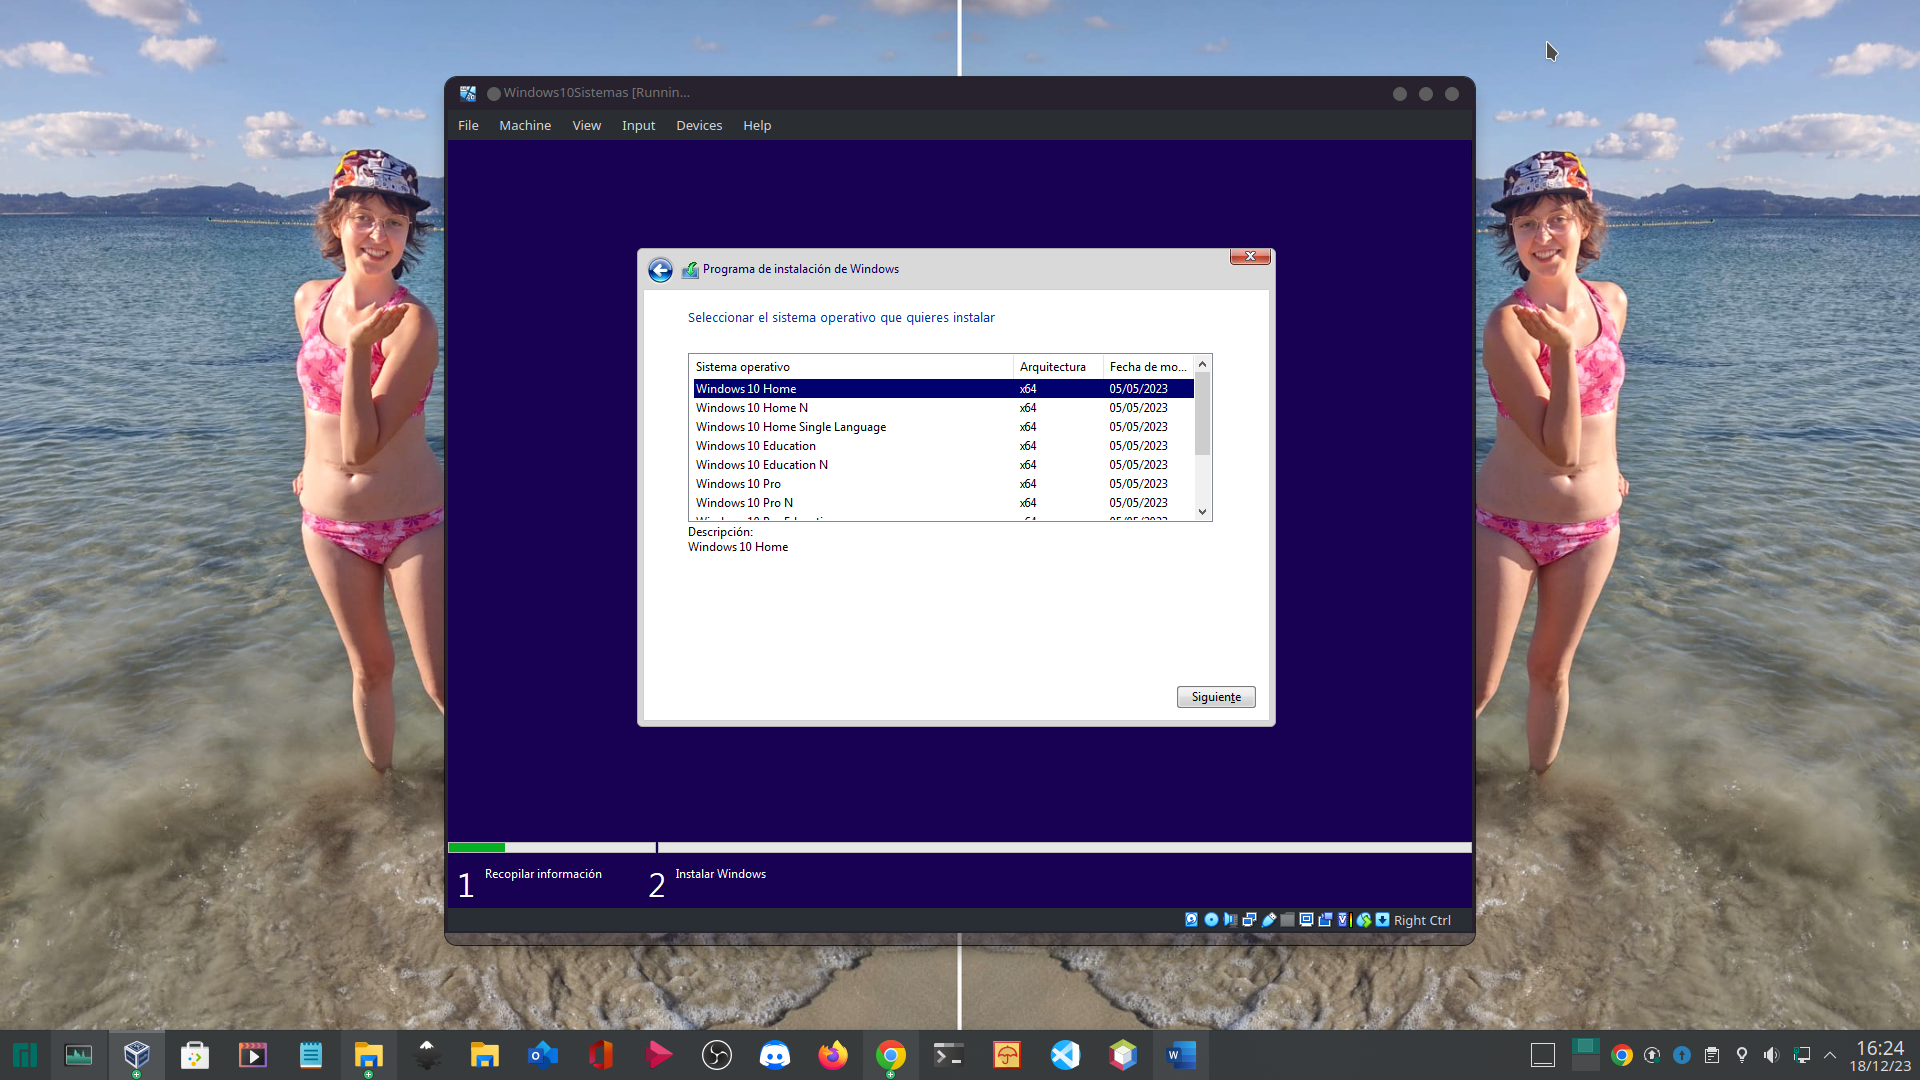 Windows10Sistemas [Runnin...
File Machine View Input Devices Help
Programa de instalación de Windows
Seleccionar el sistema operativo que quieres instalar
Sistema operativo Arquitectura Fecha de mo...
Windows 10 Home x64 05/05/2023
Windows 10 Home N x64 05/05/2023
Windows 10 Home Single Language x64 05/05/2023
Windows 10 Education x64 05/05/2023
Windows 10 Education N x64 05/05/2023
Windows 10 Pro x64 05/05/2023
Windows 10 Pro N x64 05/05/2023
Descripción:
Windows 10 Home
Siguiente
1 Recopilar información 2 Instalar Windows
Right Ctrl
16:24
18/12/23